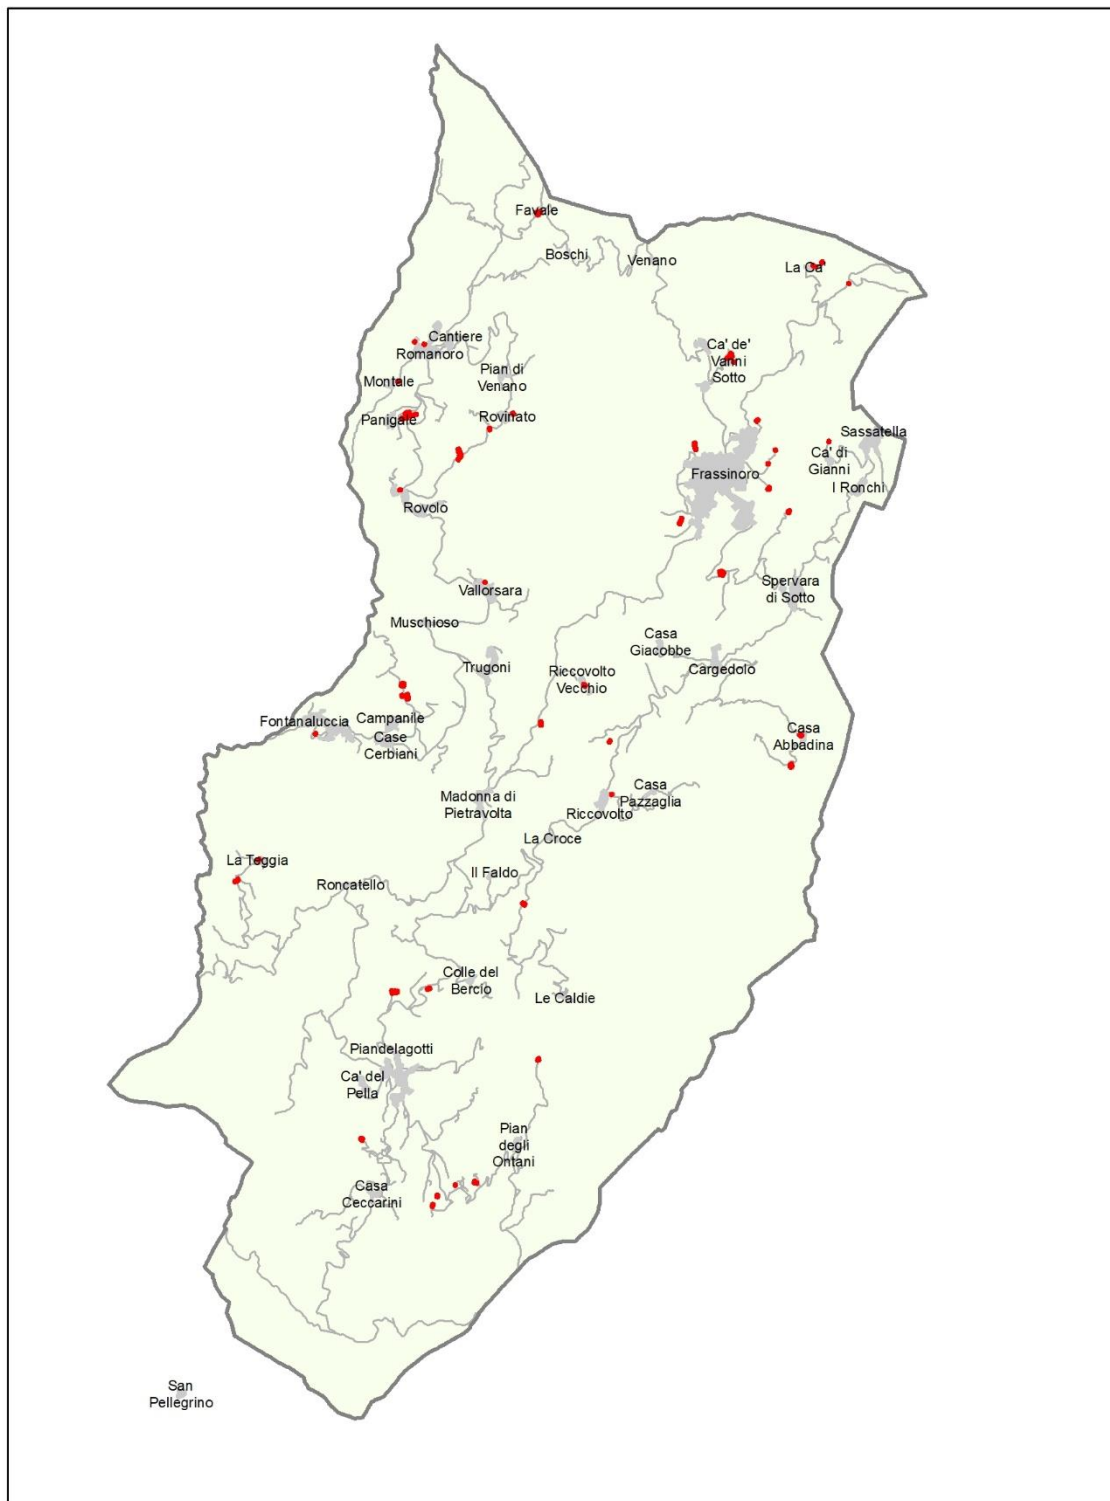 Favale
Boschi
Venano
La Ca
Cantiere
Romanoro
Ca' de'
Vanni
Sotto
Pian di
Venano
Montale
Panigale
Rovinato
Sassatella
Ca' di
Gianni
Frassinoro
I Ronchi
Rovolo
Vallorsara
Spervara
di Sotto
Muschioso
Casa
Giacobbe
Trugoni
Cargedolo
Riccovolto
Vecchio
Fontanaluccia
Campanile
Case
Cerbiani
Casa
Abbadina
Madonna di
Pietravolta
Casa
Pazzaglia
Riccovolto
La Croce
La Teggia
Il Faldo
Roncatello
Colle del
Bercio
Le Caldie
Piandelagotti
Ca' del
Pella
Pian
degli
Ontani
Casa
Ceccarini
San
Pellegrino